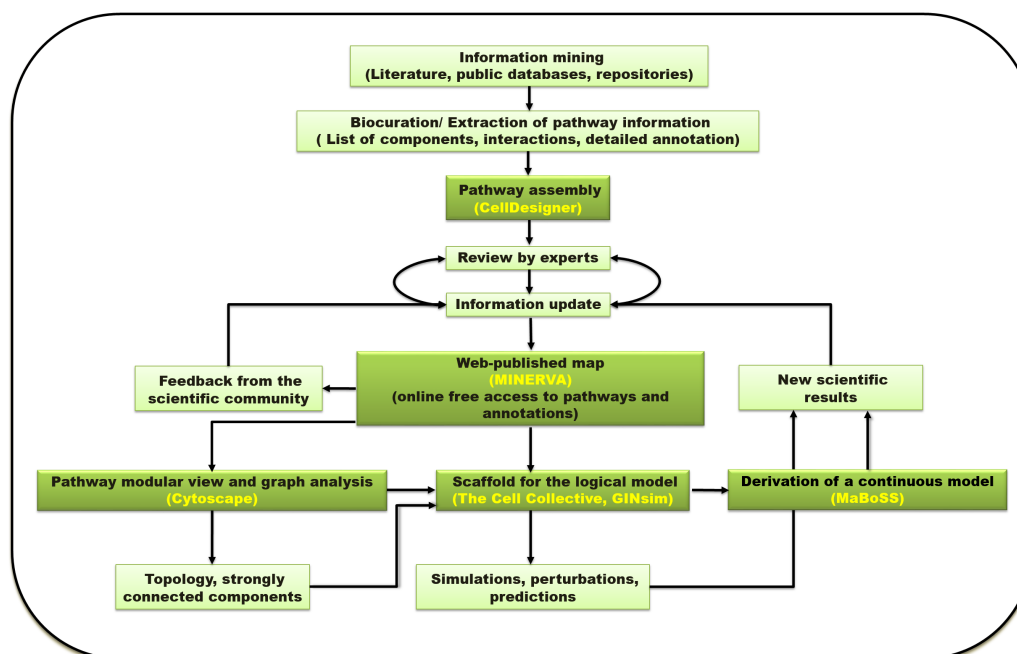 Information mining
(Literature, public databases, repositories)
Biocuration/ Extraction of pathway information
( List of components, interactions, detailed annotation)
Pathway assembly
(CellDesigner)
Review by experts
Information update
Web-published map
(MINERVA)
(online free access to pathways and
annotations)
Feedback from the
scientific community
New scientific
results
Pathway modular view and graph analysis
(Cytoscape)
Scaffold for the logical model
(The Cell Collective, GINsim)
Derivation of a continuous model
(MaBoSS)
Topology, strongly
connected components
Simulations, perturbations,
predictions